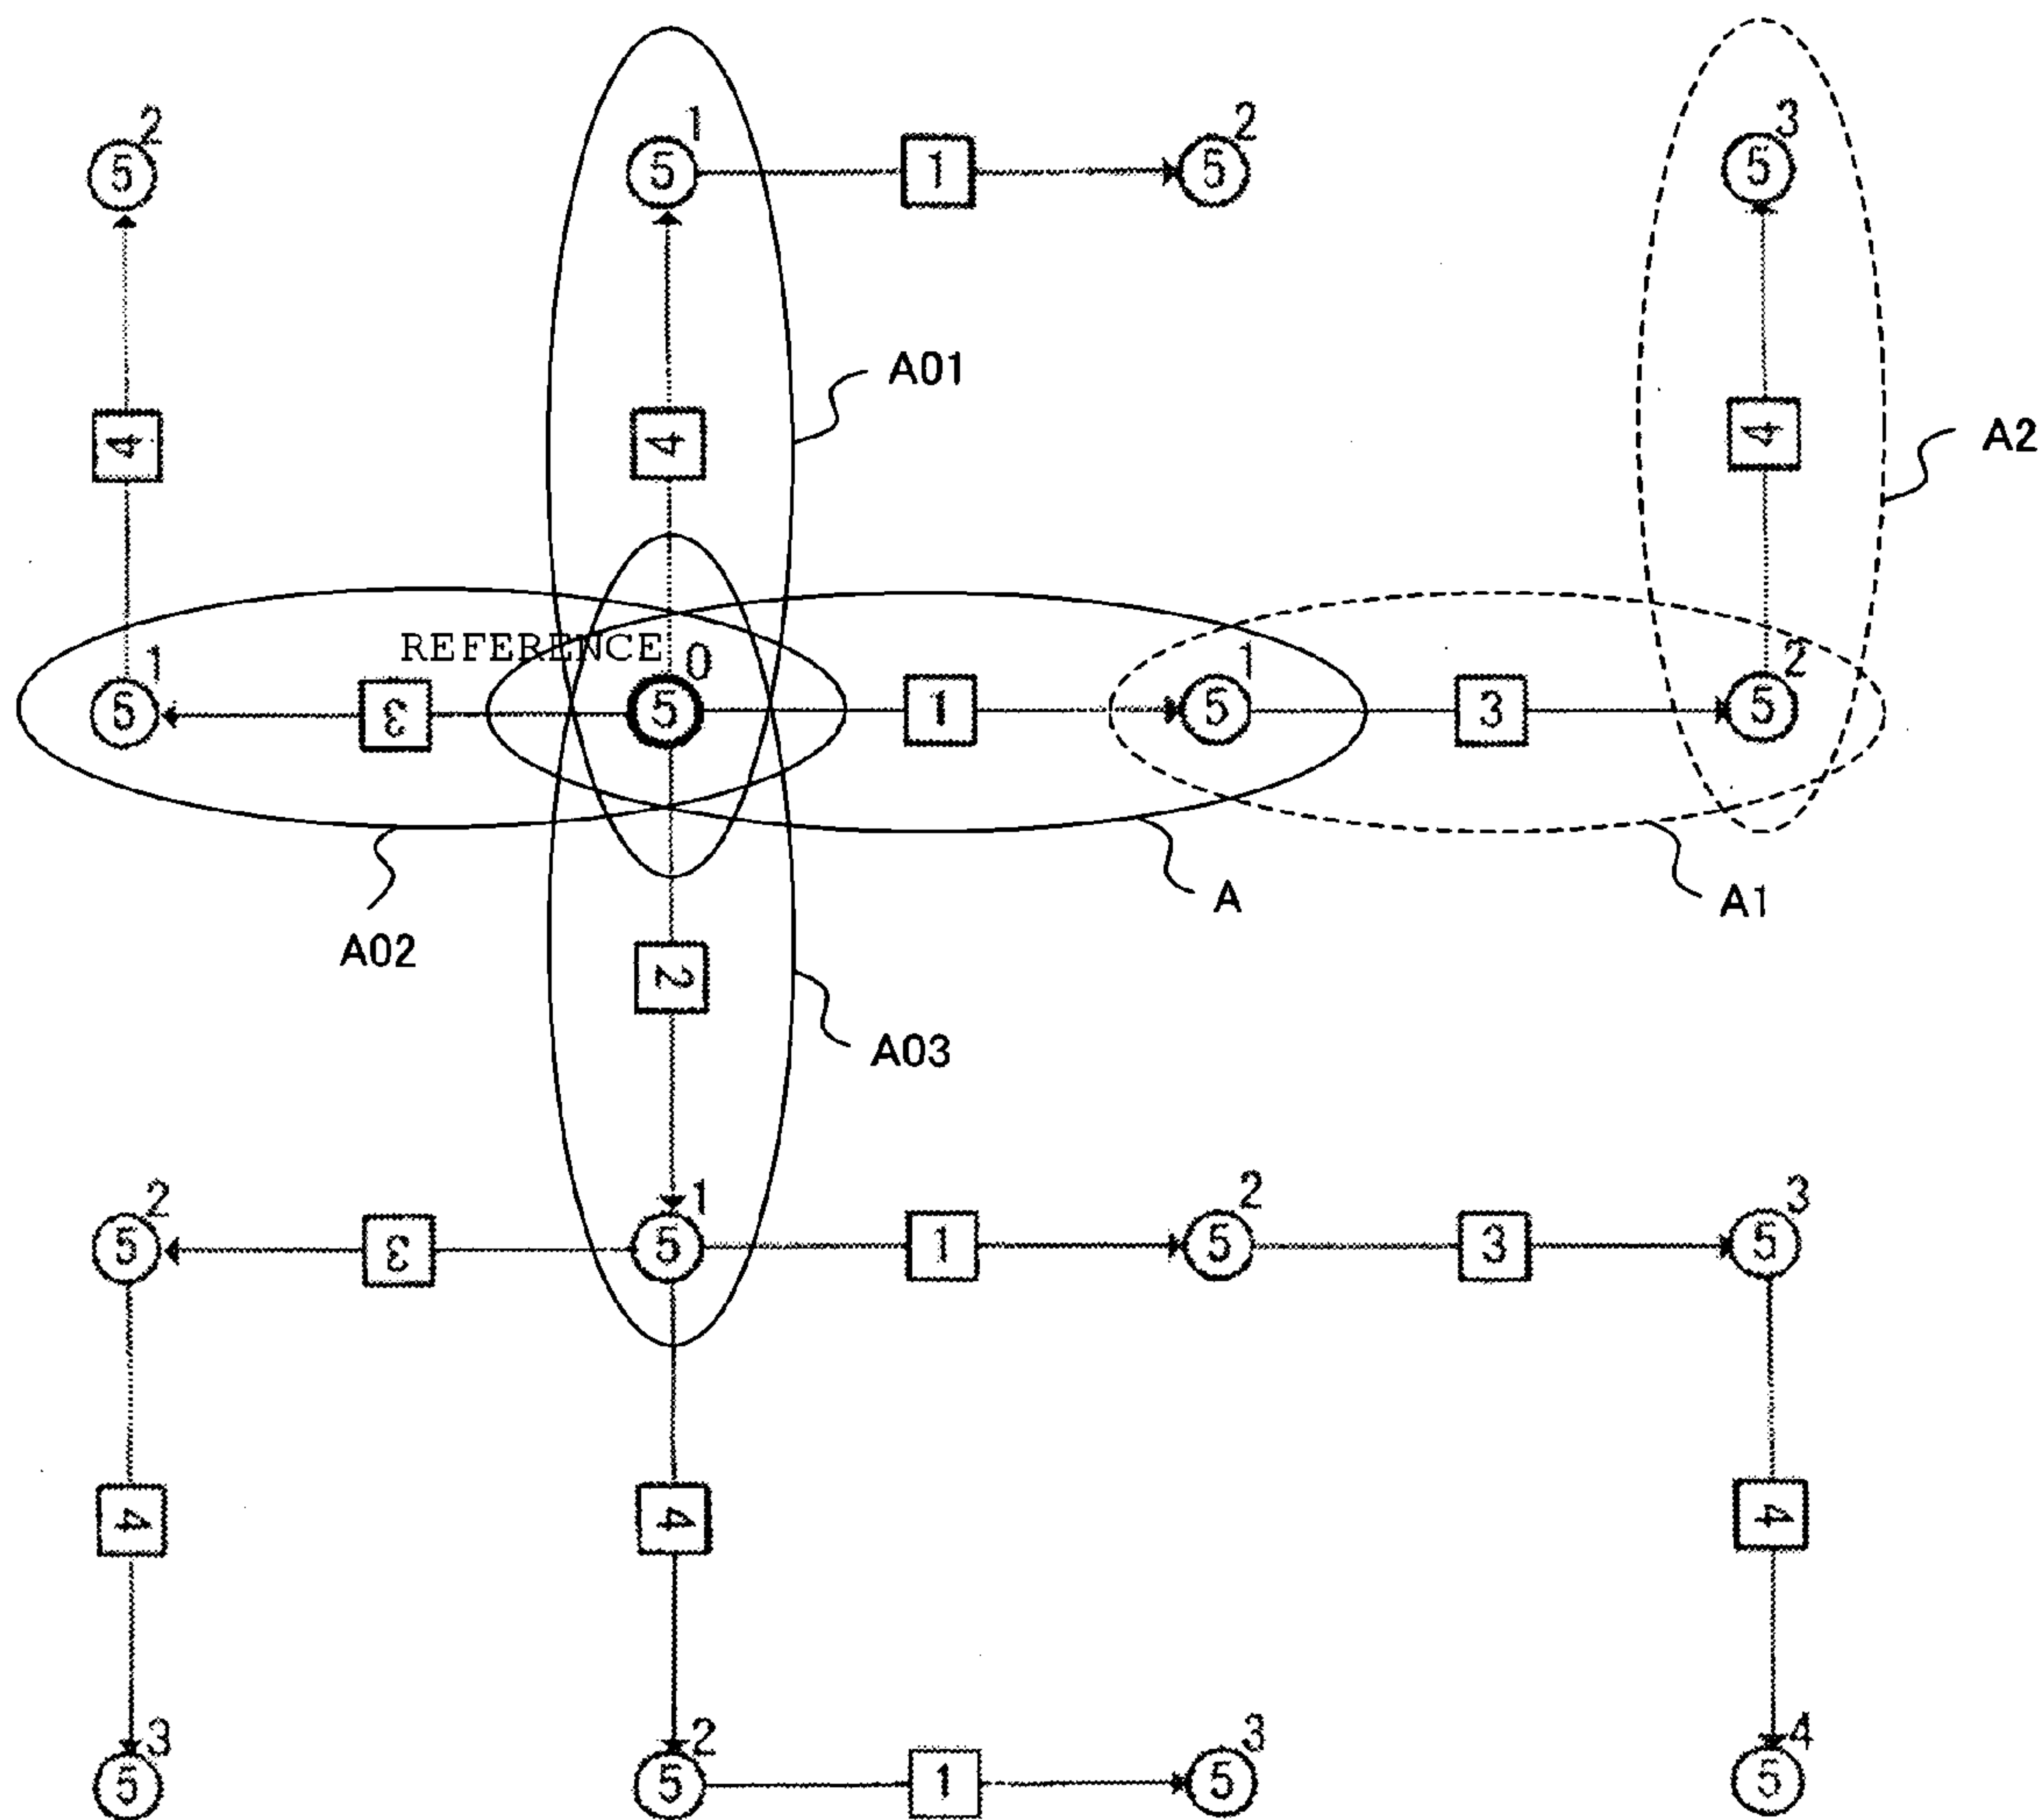 2 1 2 3
5 5 1 5 5
A01
4 4 4 A2
REFERENCE
1 0 1 2
6 3 5 1 5 3 5
A A1
A02
2
A03
2 1 2 3
5 3 5 1 5 3 5
4 4 4
3 2 3 4
5 5 1 5 5